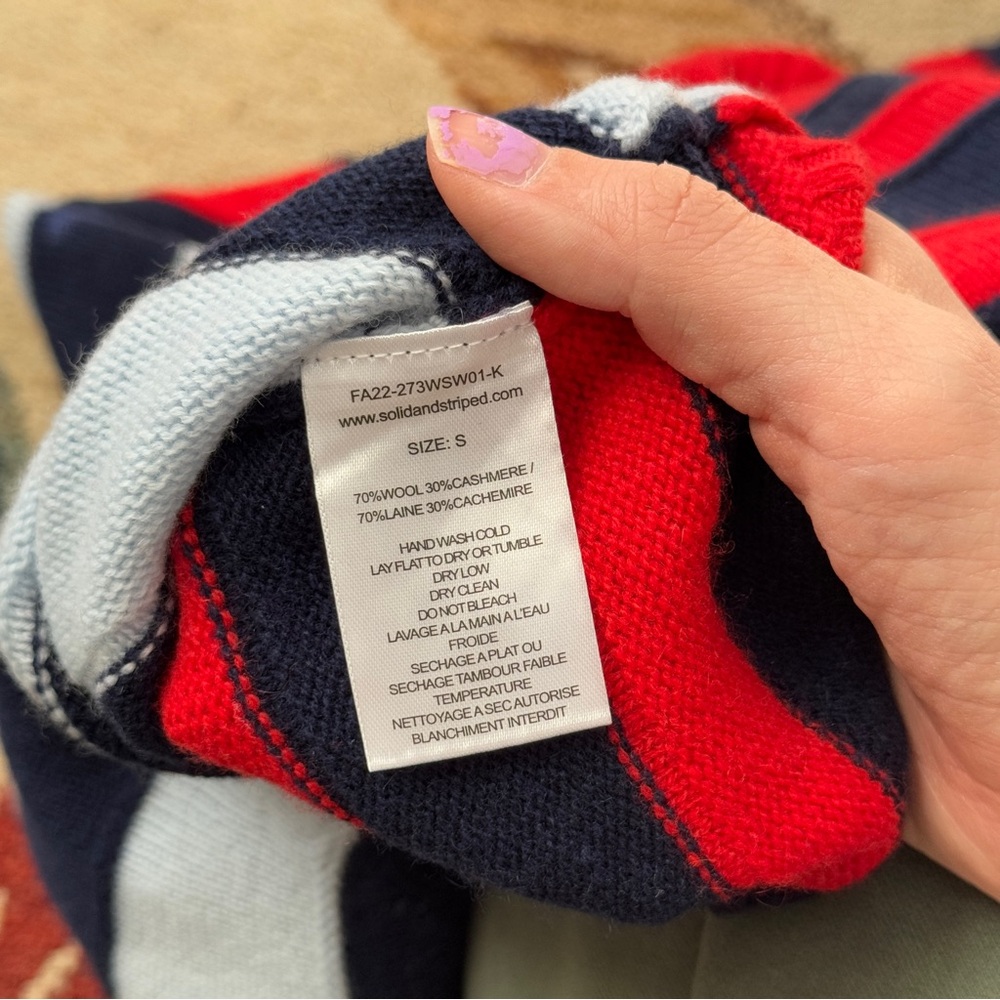 FA22-273WSW01-K
www.solidandstriped.com
SIZE: S
70%WOOL 30%CASHMERE /
70%LAINE 30%CACHEMIRE
HAND WASH COLD
LAY FLAT TO DRY OR TUMBLE
DRY LOW
DRY CLEAN
DO NOT BLEACH
LAVAGE A LA MAIN A L'EAU
FROIDE
SECHAGE A PLAT OU
SECHAGE TAMBOUR FAIBLE
TEMPERATURE
NETTOYAGE A SEC AUTORISE
BLANCHIMENT INTERDIT